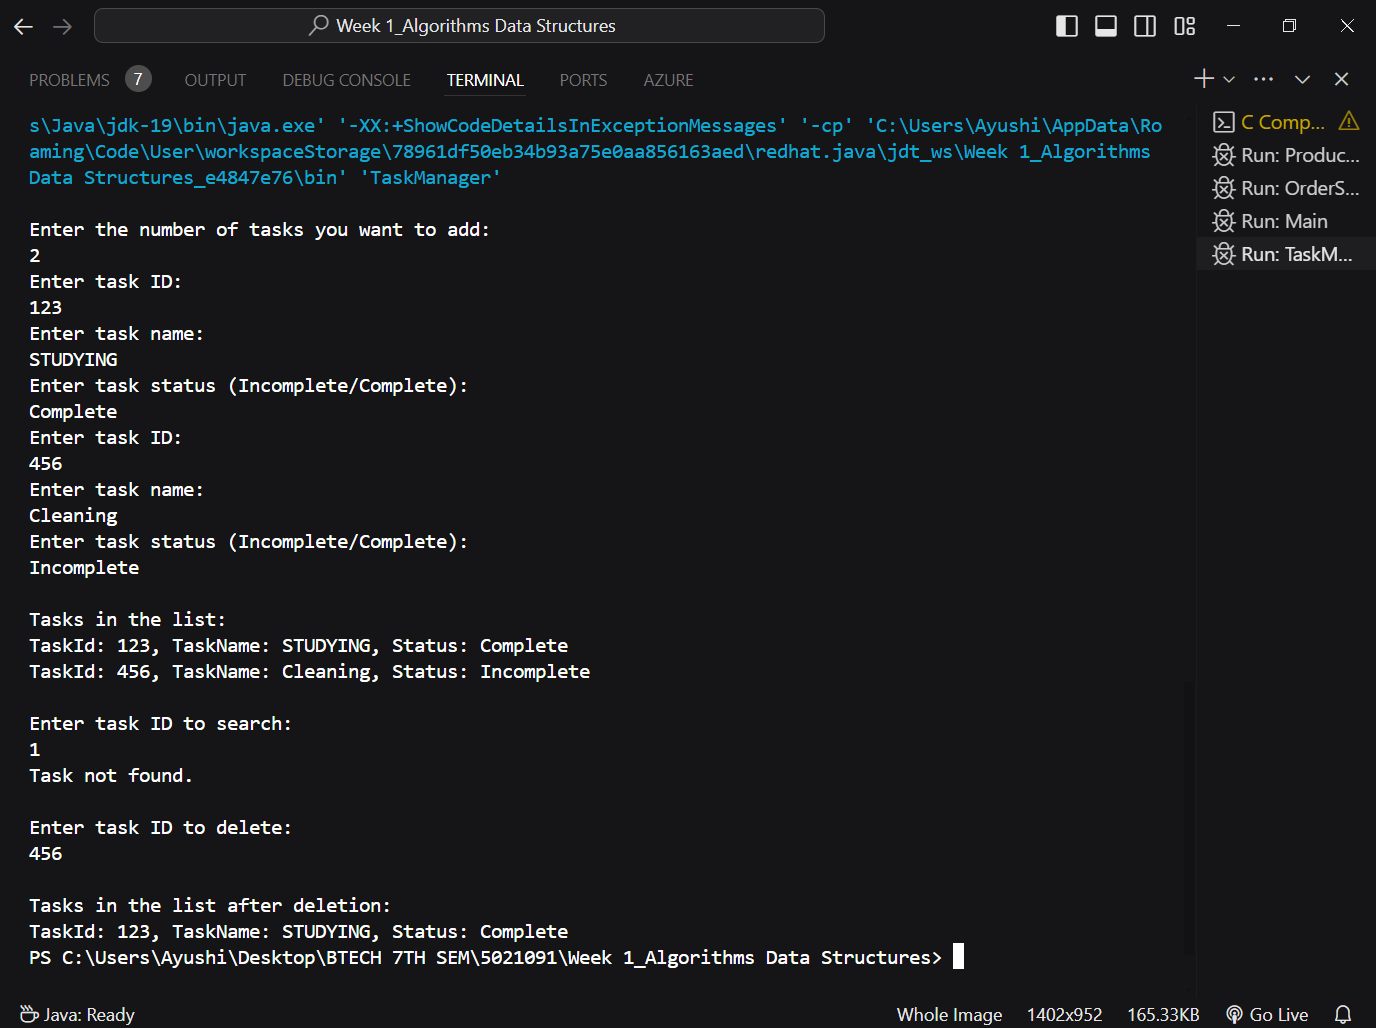 Week 1_Algorithms Data Structures
PROBLEMS 7 OUTPUT DEBUG CONSOLE TERMINAL PORTS AZURE
s\Java\jdk-19\bin\java.exe' '-XX:+ShowCodeDetailsInExceptionMessages' '-cp' 'C:\Users\Ayushi\AppData\Ro
aming\Code\User\workspaceStorage\78961df50eb34b93a75e0aa856163aed\redhat.java\jdt_ws\Week 1_Algorithms
Data Structures_e4847e76\bin' 'TaskManager'
Enter the number of tasks you want to add:
2
Enter task ID:
123
Enter task name:
STUDYING
Enter task status (Incomplete/Complete):
Complete
Enter task ID:
456
Enter task name:
Cleaning
Enter task status (Incomplete/Complete):
Incomplete
Tasks in the list:
TaskId: 123, TaskName: STUDYING, Status: Complete
TaskId: 456, TaskName: Cleaning, Status: Incomplete
Enter task ID to search:
1
Task not found.
Enter task ID to delete:
456
Tasks in the list after deletion:
TaskId: 123, TaskName: STUDYING, Status: Complete
PS C:\Users\Ayushi\Desktop\BTECH 7TH SEM\5021091\Week 1_Algorithms Data Structures>
C Comp...
Run: Produc...
Run: OrderS...
Run: Main
Run: TaskM...
Java: Ready
Whole Image 1402x952 165.33KB Go Live